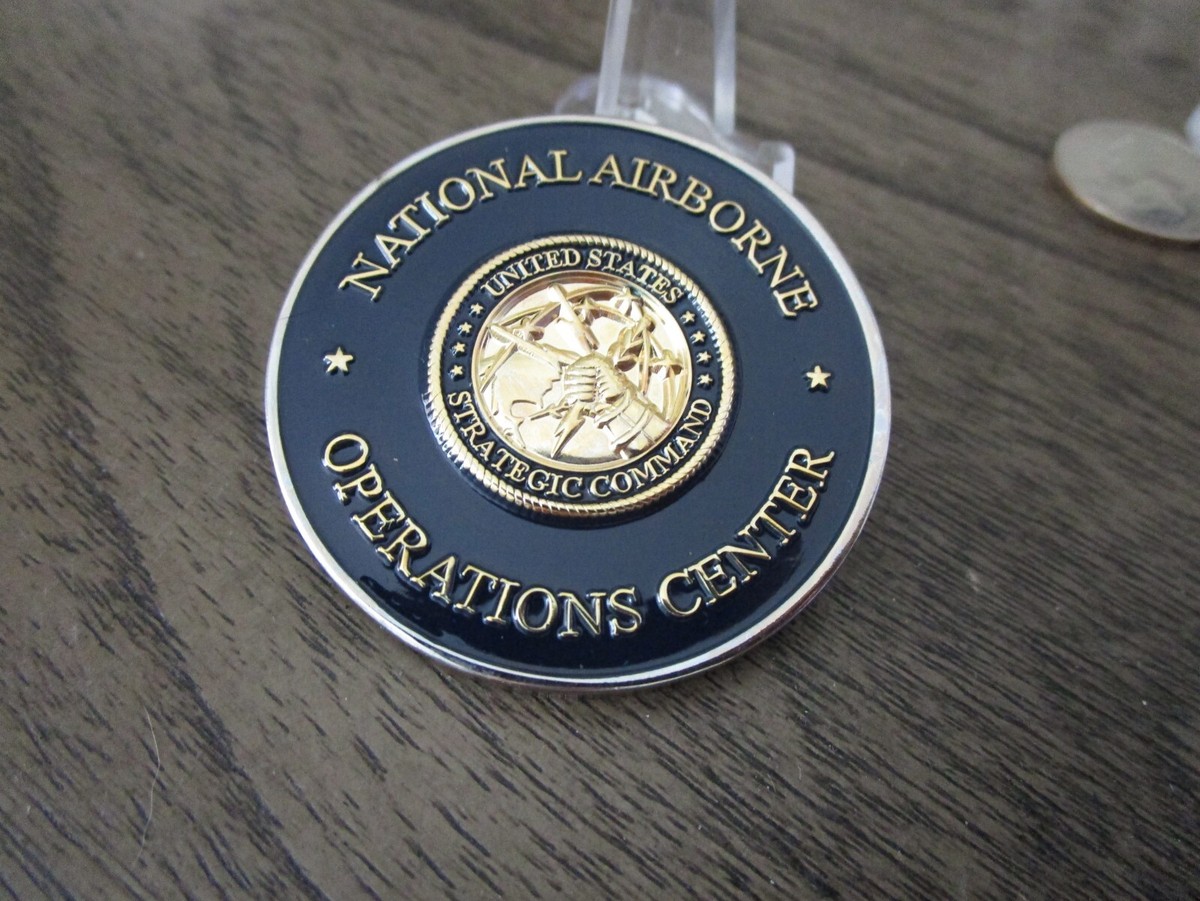 NATIONAL AIRBORNE
UNITED STATES
STRATEGIC COMMAND
OPERATIONS CENTER